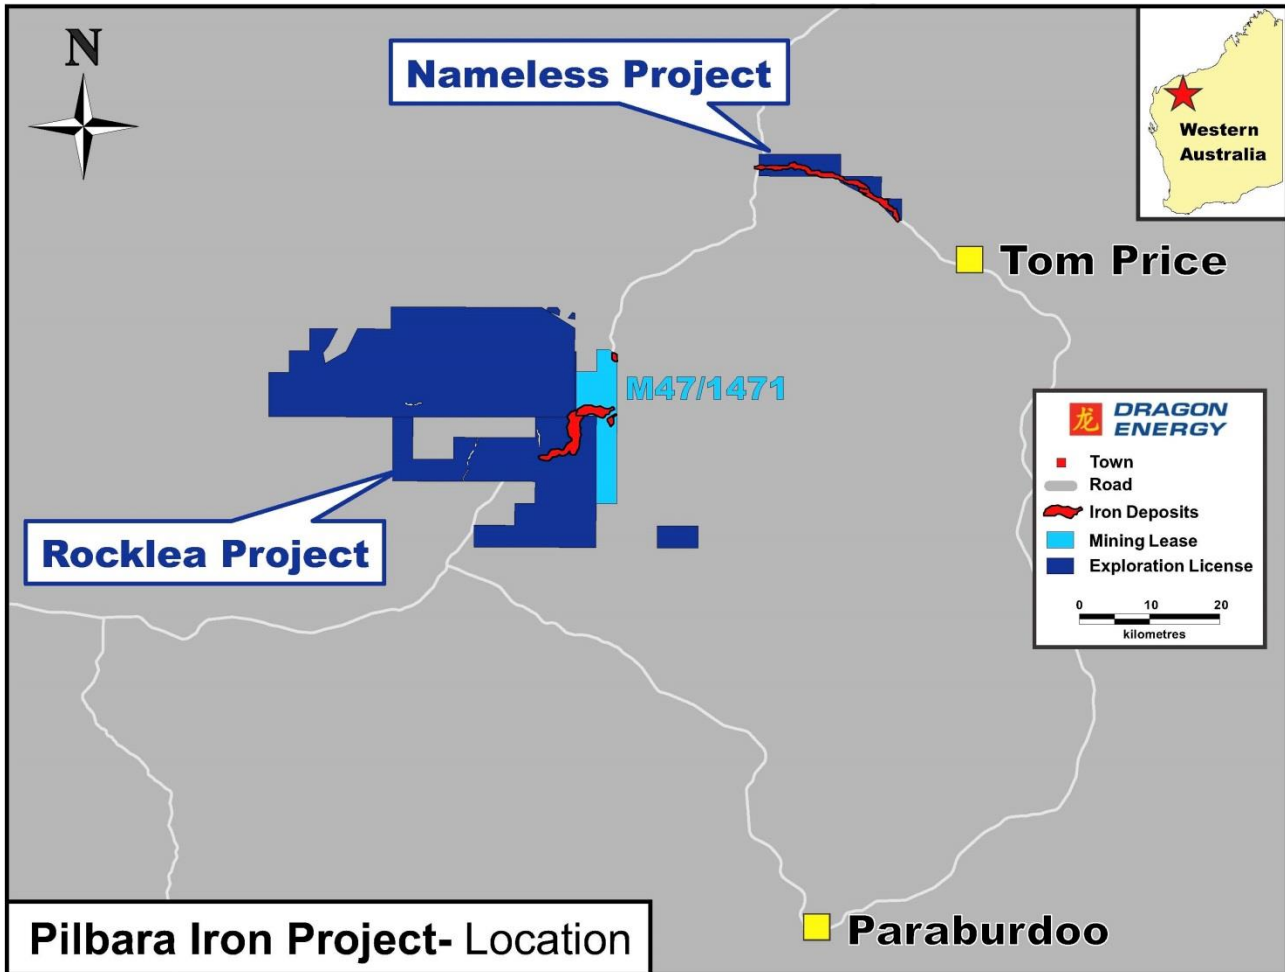 N
Nameless Project
Western
Australia
Tom Price
M47/1471
龙 DRAGON
ENERGY
Town
Road
Iron Deposits
Mining Lease
Exploration License
0 10 20
kilometres
Rocklea Project
Pilbara Iron Project- Location
Paraburdoo